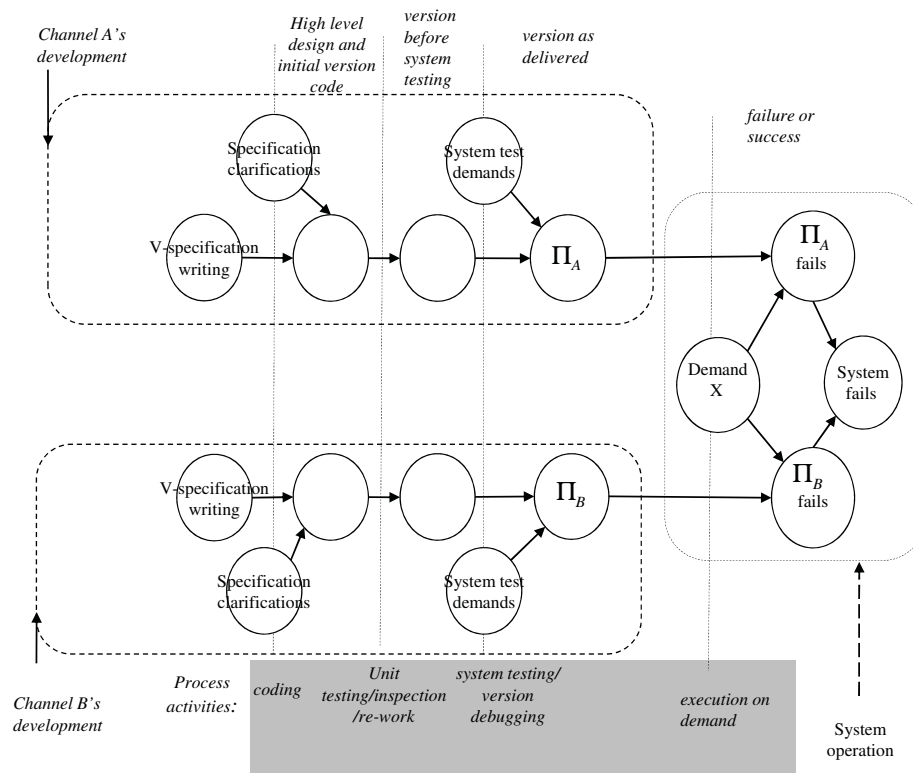 Channel A's
development
High level
design and
initial version
code
version
before
system
testing
version as
delivered
failure or
success
Specification
clarifications
System test
demands
V-specification
writing
Π_A
Π_A
fails
Demand
X
System
fails
V-specification
writing
Π_B
Π_B
fails
Specification
clarifications
System test
demands
Channel B's
development
Process
activities:
coding
Unit
testing/inspection
/re-work
system testing/
version
debugging
execution on
demand
System
operation